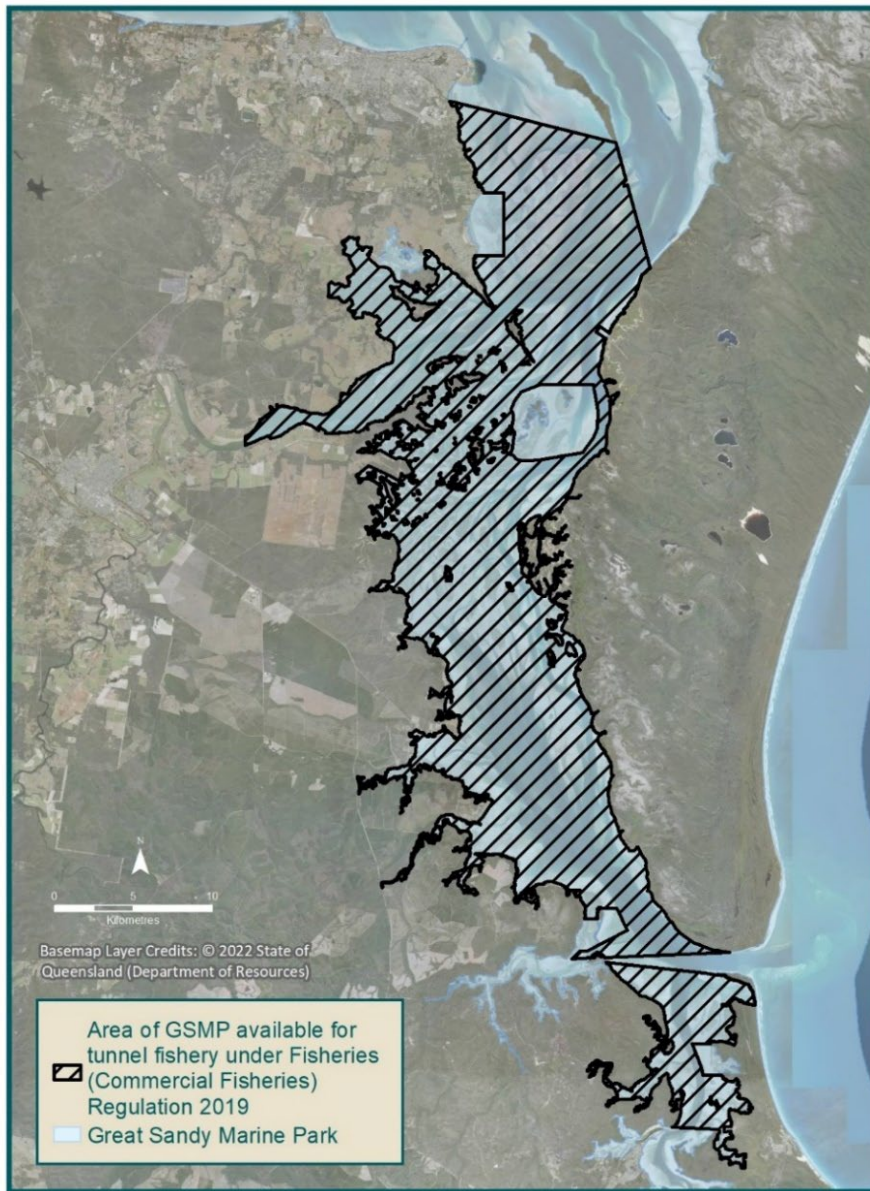 N
0 5 10
Kilometres
Basemap Layer Credits: © 2022 State of
Queensland (Department of Resources)
Area of GSMP available for
tunnel fishery under Fisheries
(Commercial Fisheries)
Regulation 2019
Great Sandy Marine Park